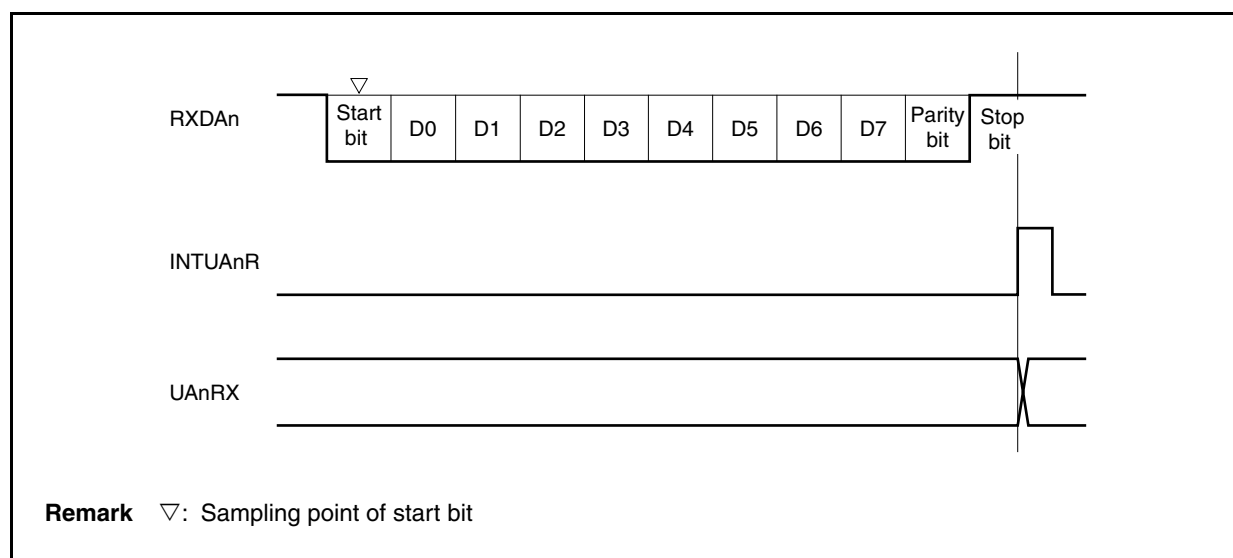 RXDAn
Start bit
D0
D1
D2
D3
D4
D5
D6
D7
Parity bit
Stop bit
INTUAnR
UAnRX
Remark ▽: Sampling point of start bit